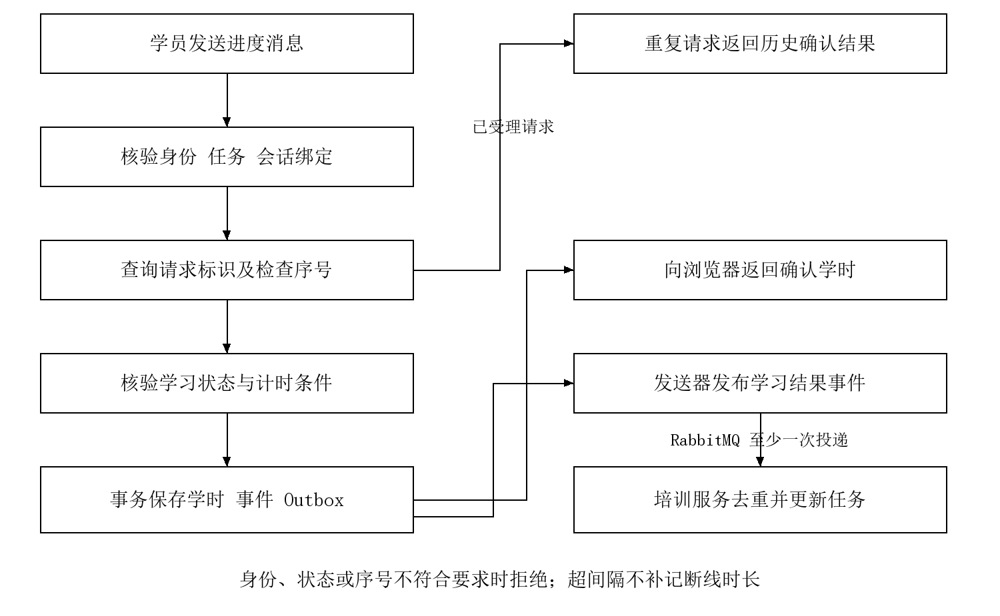 学员发送进度消息
重复请求返回历史确认结果
已受理请求
核验身份 任务 会话绑定
查询请求标识及检查序号
向浏览器返回确认学时
核验学习状态与计时条件
发送器发布学习结果事件
RabbitMQ 至少一次投递
事务保存学时 事件 Outbox
培训服务去重并更新任务
身份、状态或序号不符合要求时拒绝；超间隔不补记断线时长